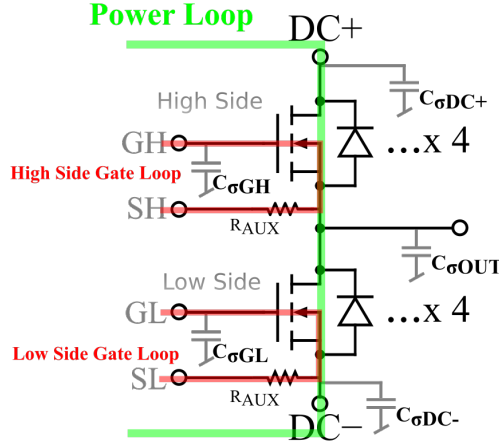 Power Loop
DC+
High Side
CσDC+
GH
...x 4
High Side Gate Loop
CσGH
SH
RAUX
CσOUT
Low Side
GL
...x 4
Low Side Gate Loop
CσGL
SL
RAUX
CσDC-
DC−